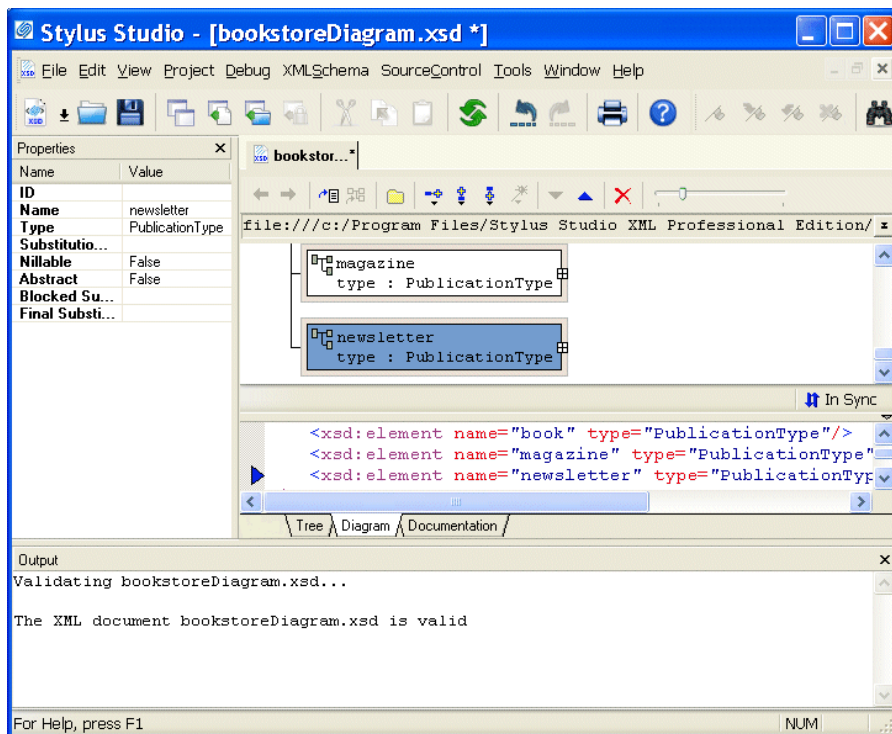 Stylus Studio - [bookstoreDiagram.xsd *]
File Edit View Project Debug XMLSchema SourceControl Tools Window Help
XSD
Properties
Name Value
ID
Name newsletter
Type PublicationType
Substitutio...
Nillable False
Abstract False
Blocked Su...
Final Substi...
bookstor...*
file:///c:/Program Files/Stylus Studio XML Professional Edition/
magazine
type : PublicationType
newsletter
type : PublicationType
In Sync
<xsd:element name="book" type="PublicationType"/>
<xsd:element name="magazine" type="PublicationType"
<xsd:element name="newsletter" type="PublicationTyp
Tree Diagram Documentation
Output
Validating bookstoreDiagram.xsd...
The XML document bookstoreDiagram.xsd is valid
For Help, press F1 NUM